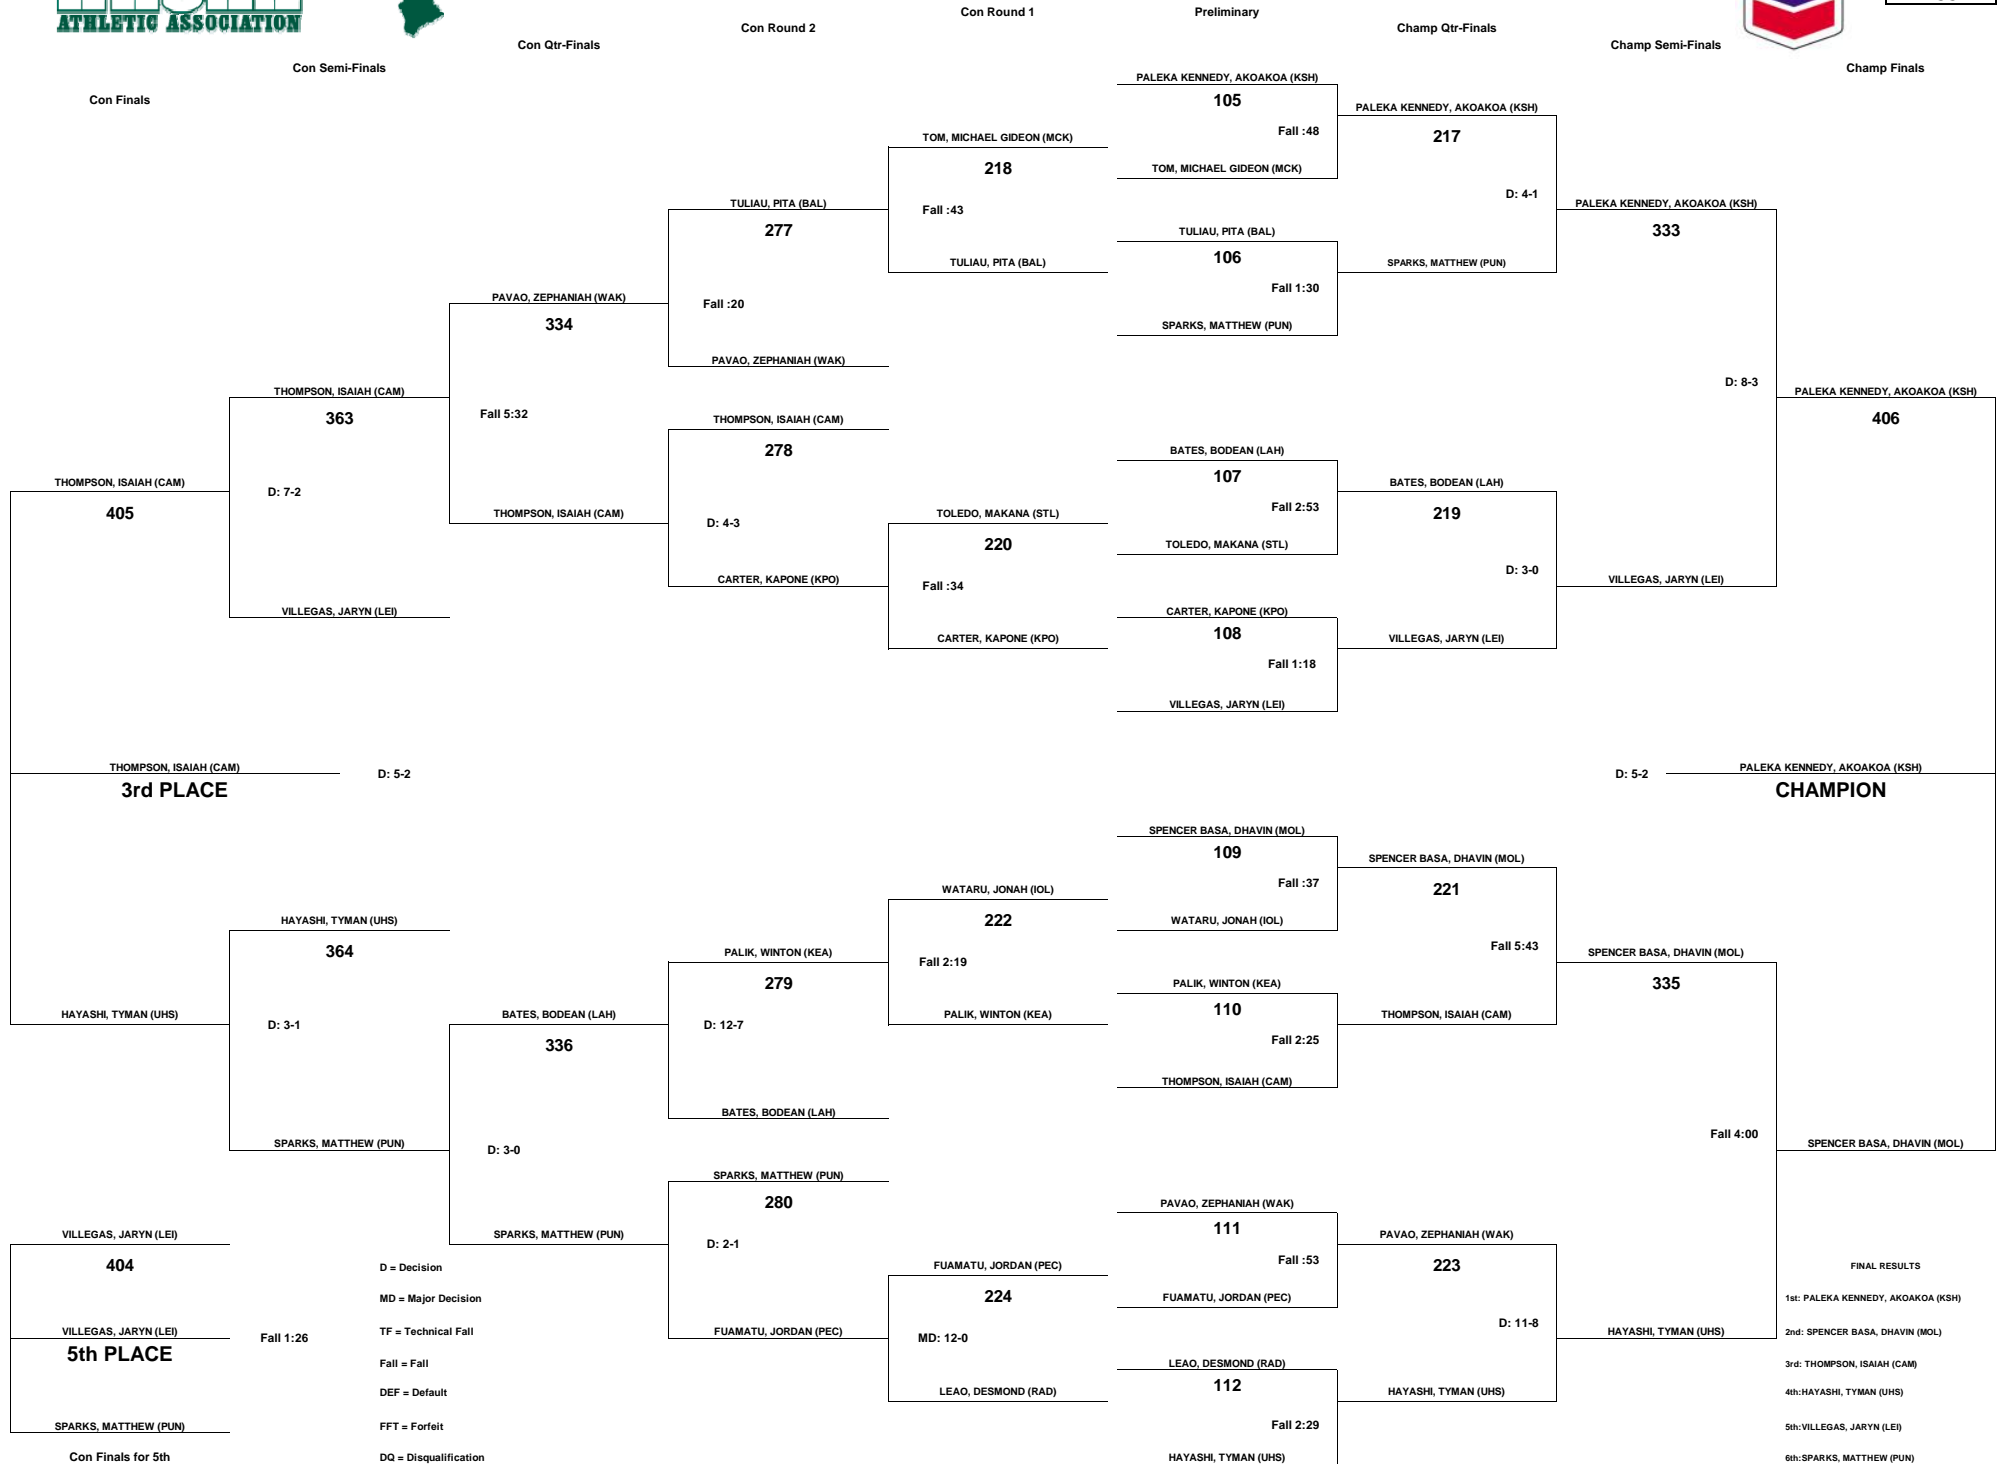 ATHLETIC ASSOCIATION
Con Round 1
Preliminary
Con Round 2
Champ Qtr-Finals
Con Qtr-Finals
Champ Semi-Finals
Con Semi-Finals
Champ Finals
Con Finals
PALEKA KENNEDY, AKOAKOA (KSH)
105
PALEKA KENNEDY, AKOAKOA (KSH)
Fall :48
217
TOM, MICHAEL GIDEON (MCK)
218
TOM, MICHAEL GIDEON (MCK)
D: 4-1
TULIAU, PITA (BAL)
Fall :43
PALEKA KENNEDY, AKOAKOA (KSH)
277
TULIAU, PITA (BAL)
333
106
TULIAU, PITA (BAL)
SPARKS, MATTHEW (PUN)
Fall 1:30
PAVAO, ZEPHANIAH (WAK)
Fall :20
334
SPARKS, MATTHEW (PUN)
PAVAO, ZEPHANIAH (WAK)
D: 8-3
THOMPSON, ISAIAH (CAM)
PALEKA KENNEDY, AKOAKOA (KSH)
363
Fall 5:32
THOMPSON, ISAIAH (CAM)
406
278
BATES, BODEAN (LAH)
107
THOMPSON, ISAIAH (CAM)
D: 7-2
BATES, BODEAN (LAH)
405
THOMPSON, ISAIAH (CAM)
D: 4-3
TOLEDO, MAKANA (STL)
Fall 2:53
219
220
TOLEDO, MAKANA (STL)
D: 3-0
CARTER, KAPONE (KPO)
Fall :34
VILLEGAS, JARYN (LEI)
VILLEGAS, JARYN (LEI)
CARTER, KAPONE (KPO)
108
CARTER, KAPONE (KPO)
VILLEGAS, JARYN (LEI)
Fall 1:18
VILLEGAS, JARYN (LEI)
THOMPSON, ISAIAH (CAM)
D: 5-2
D: 5-2
PALEKA KENNEDY, AKOAKOA (KSH)
3rd PLACE
CHAMPION
SPENCER BASA, DHAVIN (MOL)
109
SPENCER BASA, DHAVIN (MOL)
WATARU, JONAH (IOL)
Fall :37
221
HAYASHI, TYMAN (UHS)
222
WATARU, JONAH (IOL)
364
PALIK, WINTON (KEA)
Fall 2:19
Fall 5:43
SPENCER BASA, DHAVIN (MOL)
279
PALIK, WINTON (KEA)
335
HAYASHI, TYMAN (UHS)
D: 3-1
BATES, BODEAN (LAH)
D: 12-7
PALIK, WINTON (KEA)
110
THOMPSON, ISAIAH (CAM)
336
Fall 2:25
THOMPSON, ISAIAH (CAM)
BATES, BODEAN (LAH)
Fall 4:00
SPARKS, MATTHEW (PUN)
D: 3-0
SPENCER BASA, DHAVIN (MOL)
SPARKS, MATTHEW (PUN)
280
PAVAO, ZEPHANIAH (WAK)
111
VILLEGAS, JARYN (LEI)
SPARKS, MATTHEW (PUN)
D: 2-1
PAVAO, ZEPHANIAH (WAK)
404
D = Decision
FUAMATU, JORDAN (PEC)
Fall :53
223
FINAL RESULTS
MD = Major Decision
224
FUAMATU, JORDAN (PEC)
1st: PALEKA KENNEDY, AKOAKOA (KSH)
D: 11-8
VILLEGAS, JARYN (LEI)
Fall 1:26
TF = Technical Fall
FUAMATU, JORDAN (PEC)
MD: 12-0
HAYASHI, TYMAN (UHS)
2nd: SPENCER BASA, DHAVIN (MOL)
5th PLACE
Fall = Fall
LEAO, DESMOND (RAD)
3rd: THOMPSON, ISAIAH (CAM)
112
DEF = Default
LEAO, DESMOND (RAD)
HAYASHI, TYMAN (UHS)
4th:HAYASHI, TYMAN (UHS)
SPARKS, MATTHEW (PUN)
FFT = Forfeit
Fall 2:29
5th:VILLEGAS, JARYN (LEI)
Con Finals for 5th
DQ = Disqualification
HAYASHI, TYMAN (UHS)
6th:SPARKS, MATTHEW (PUN)